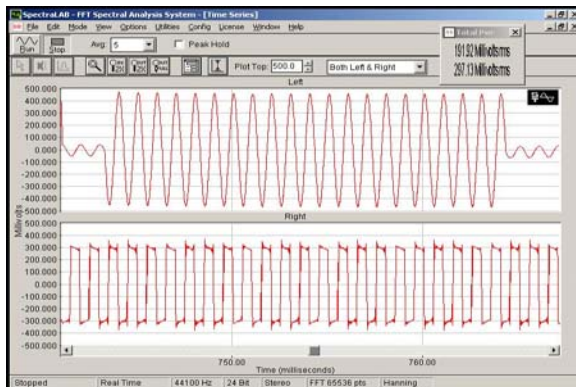 SpectraLAB - FFT Spectral Analysis System - [Time Series]
File Edit Mode View Options Utilities Config License Window Help
Run
Stop
Avg: 5
Peak Hold
Total Pwr
191.92 Millivolts rms
297.13 Millivolts rms
Plot Top: 500.0
Both Left & Right
Left
500.000
400.000
300.000
200.000
100.000
0.000
-100.000
-200.000
-300.000
-400.000
-500.000
Millivolts
Right
500.000
400.000
300.000
200.000
100.000
0.000
-100.000
-200.000
-300.000
-400.000
-500.000
750.00
760.00
Time (milliseconds)
Stopped
Real Time
44100 Hz
24 Bit
Stereo
FFT 65536 pts
Hanning